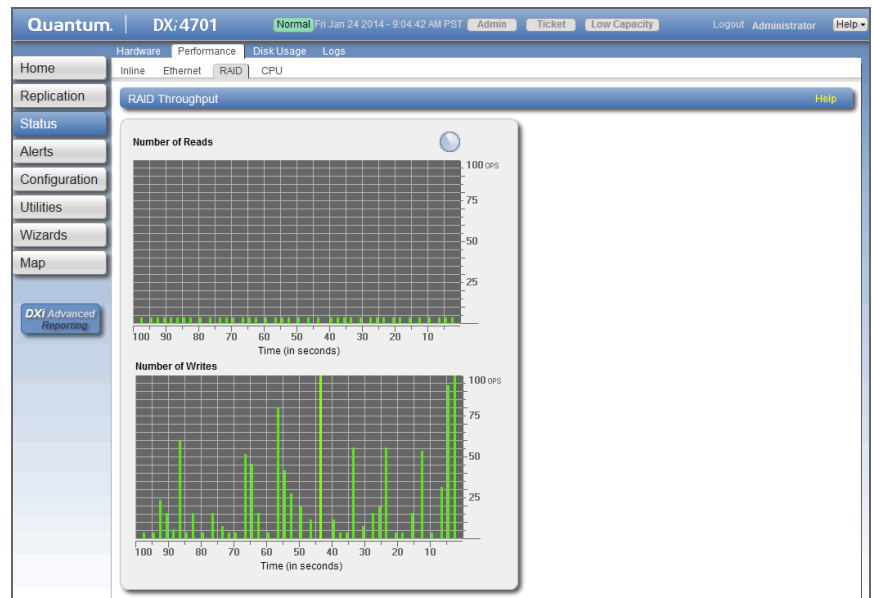 Quantum. DXi4701 Normal Fri Jan 24 2014 - 9:04:42 AM PST Admin Ticket Low Capacity Logout Administrator Help
Hardware Performance Disk Usage Logs
Inline Ethernet RAID CPU
Home
Replication
Status
Alerts
Configuration
Utilities
Wizards
Map
DXi Advanced
Reporting
RAID Throughput Help
Number of Reads
100 OPS
75
50
25
100 90 80 70 60 50 40 30 20 10
Time (in seconds)
Number of Writes
100 OPS
75
50
25
100 90 80 70 60 50 40 30 20 10
Time (in seconds)